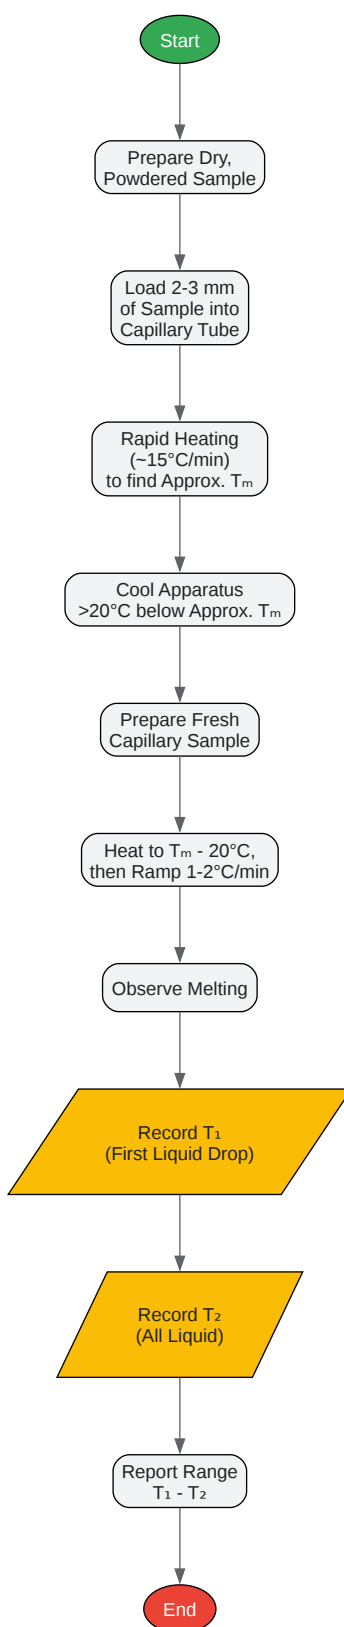 Start
Prepare Dry,
Powdered Sample
Load 2-3 mm
of Sample into
Capillary Tube
Rapid Heating
(~15°C/min)
to find Approx. Tₘ
Cool Apparatus
>20°C below Approx. Tₘ
Prepare Fresh
Capillary Sample
Heat to Tₘ - 20°C,
then Ramp 1-2°C/min
Observe Melting
Record T₁
(First Liquid Drop)
Record T₂
(All Liquid)
Report Range
T₁ - T₂
End